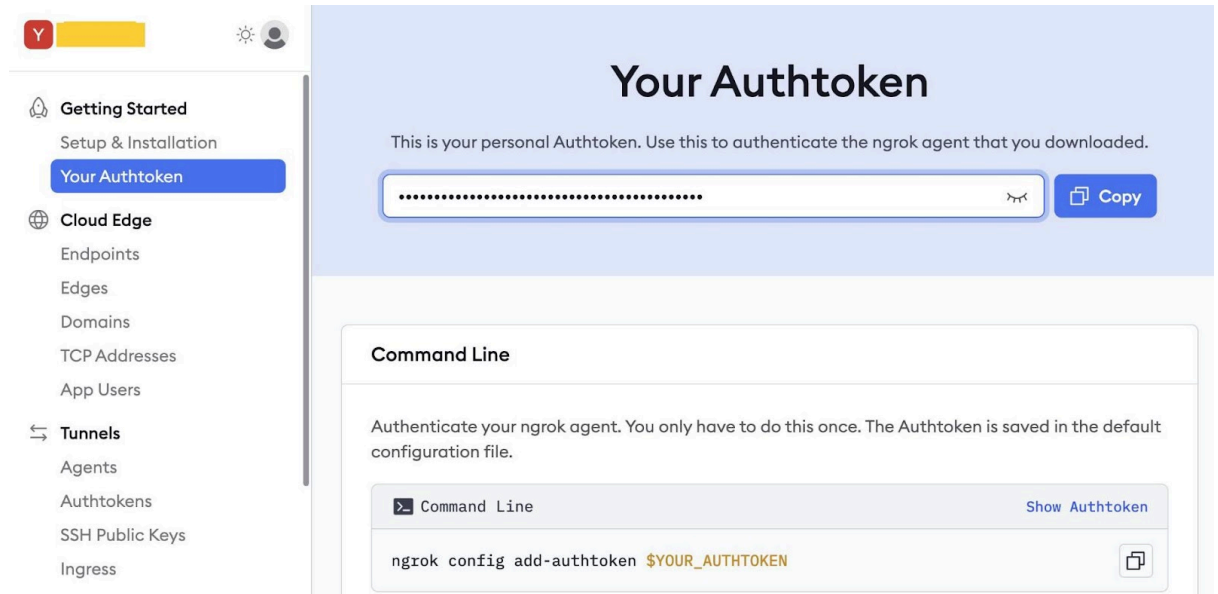 Y
Getting Started
Setup & Installation
Your Authtoken
Cloud Edge
Endpoints
Edges
Domains
TCP Addresses
App Users
Tunnels
Agents
Authtokens
SSH Public Keys
Ingress
Your Authtoken
This is your personal Authtoken. Use this to authenticate the ngrok agent that you downloaded.
•••••••••••••••••••••••••••••••••••••••••••
Copy
Command Line
Authenticate your ngrok agent. You only have to do this once. The Authtoken is saved in the default
configuration file.
Command Line
Show Authtoken
ngrok config add-authtoken $YOUR_AUTHTOKEN